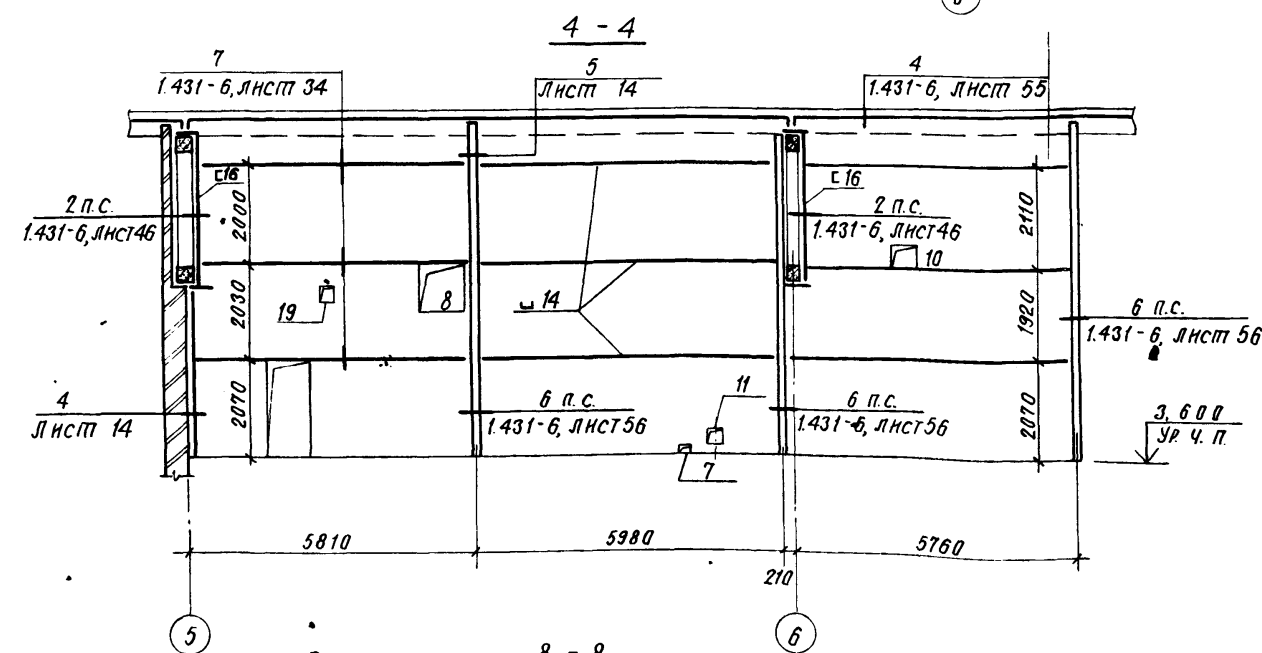 4 - 4
7
1.431-6, лист 34
5
Лист 14
4
1.431-6, лист 55
[16
2 п.с.
1.431-6, лист 46
2000
[16
2 п.с.
1.431-6, лист 46
2110
10
19
2030
8
14
1920
6 п.с.
1.431-6, лист 56
4
Лист 14
2070
6 п.с.
1.431-6, лист 56
11
7
6 п.с.
1.431-6, лист 56
2070
3,600
Ур. ч. п.
5810
5980
210
5760
5
6
8 - 8